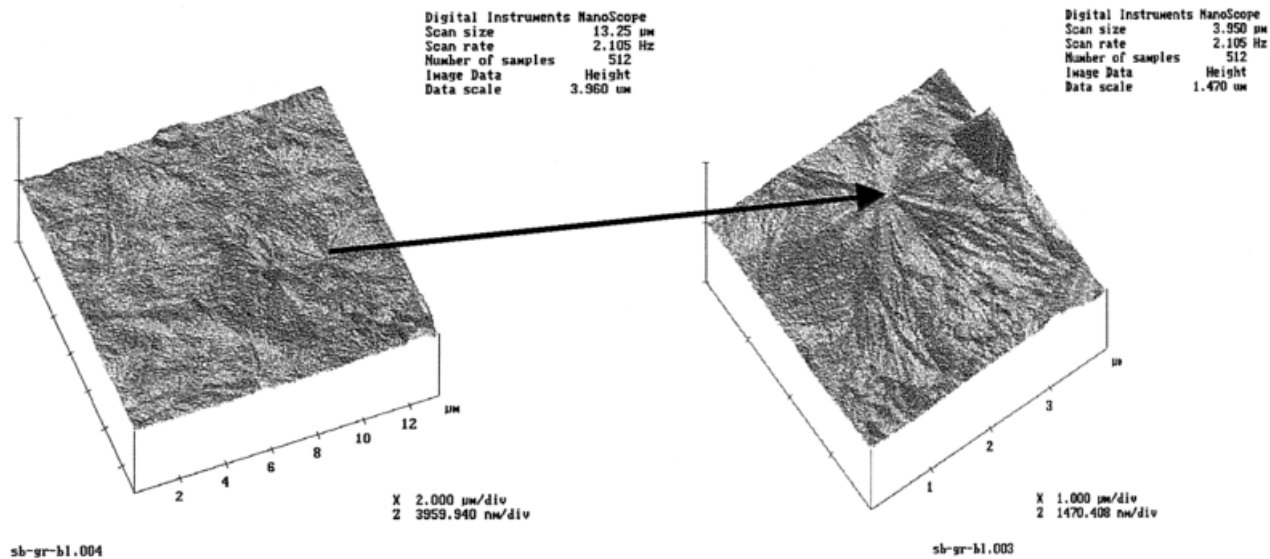 Digital Instruments NanoScope
Scan size 13.25 µm
Scan rate 2.105 Hz
Number of samples 512
Image Data Height
Data scale 3.960 um
µm
2 4 6 8 10 12
X 2.000 µm/div
Z 3959.940 nm/div
sb-gr-bl.004
Digital Instruments NanoScope
Scan size 3.950 µm
Scan rate 2.105 Hz
Number of samples 512
Image Data Height
Data scale 1.470 um
µm
1 2 3
X 1.000 µm/div
Z 1470.408 nm/div
sb-gr-bl.003